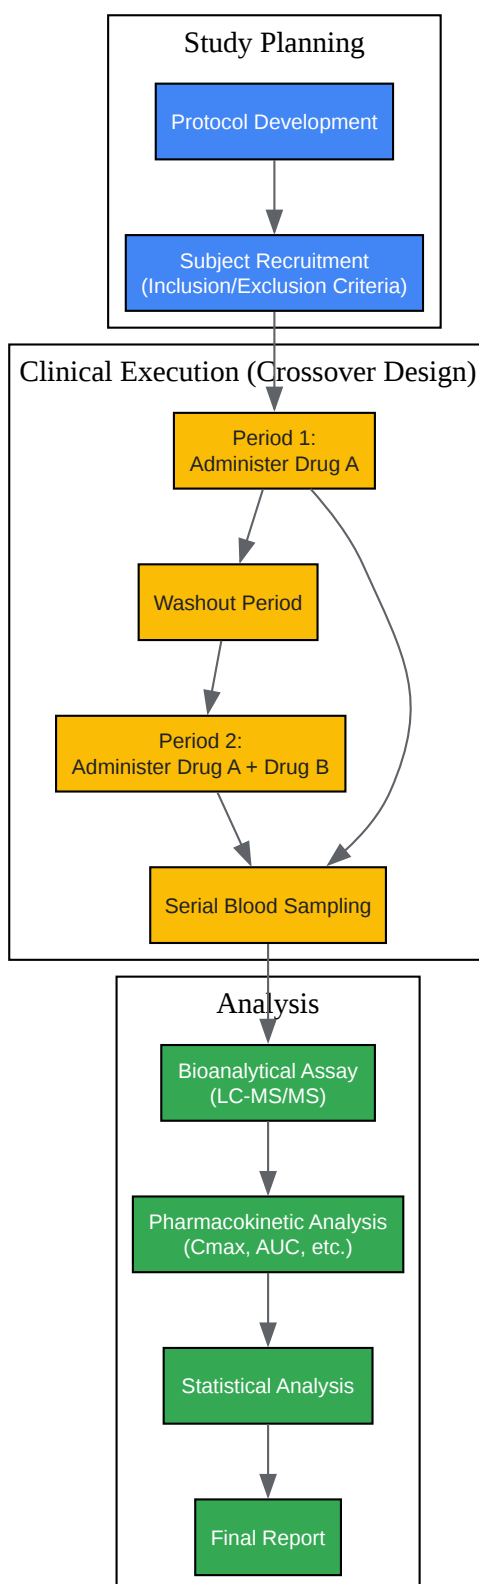 Study Planning
Protocol Development
Subject Recruitment
(Inclusion/Exclusion Criteria)
Clinical Execution (Crossover Design)
Period 1:
Administer Drug A
Washout Period
Period 2:
Administer Drug A + Drug B
Serial Blood Sampling
Analysis
Bioanalytical Assay
(LC-MS/MS)
Pharmacokinetic Analysis
(Cmax, AUC, etc.)
Statistical Analysis
Final Report